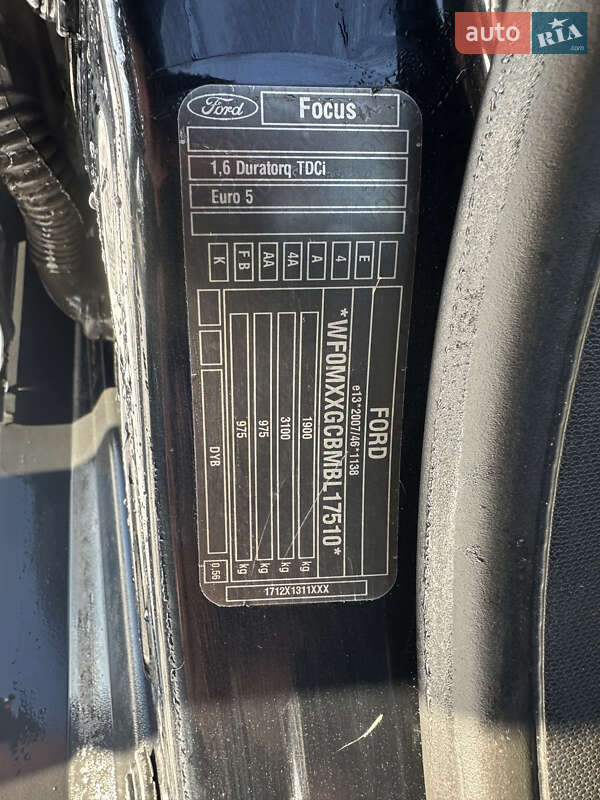 auto RIA.com
Ford
Focus
1,6 Duratorq TDCi
Euro 5
K FB AA 4A A 4 E
FORD
e13*2007/46*1138
*WF0MXXGCBMBL17510*
1900 kg
3100 kg
975 kg
975 kg
DYB 0,56
1712X1311XXX